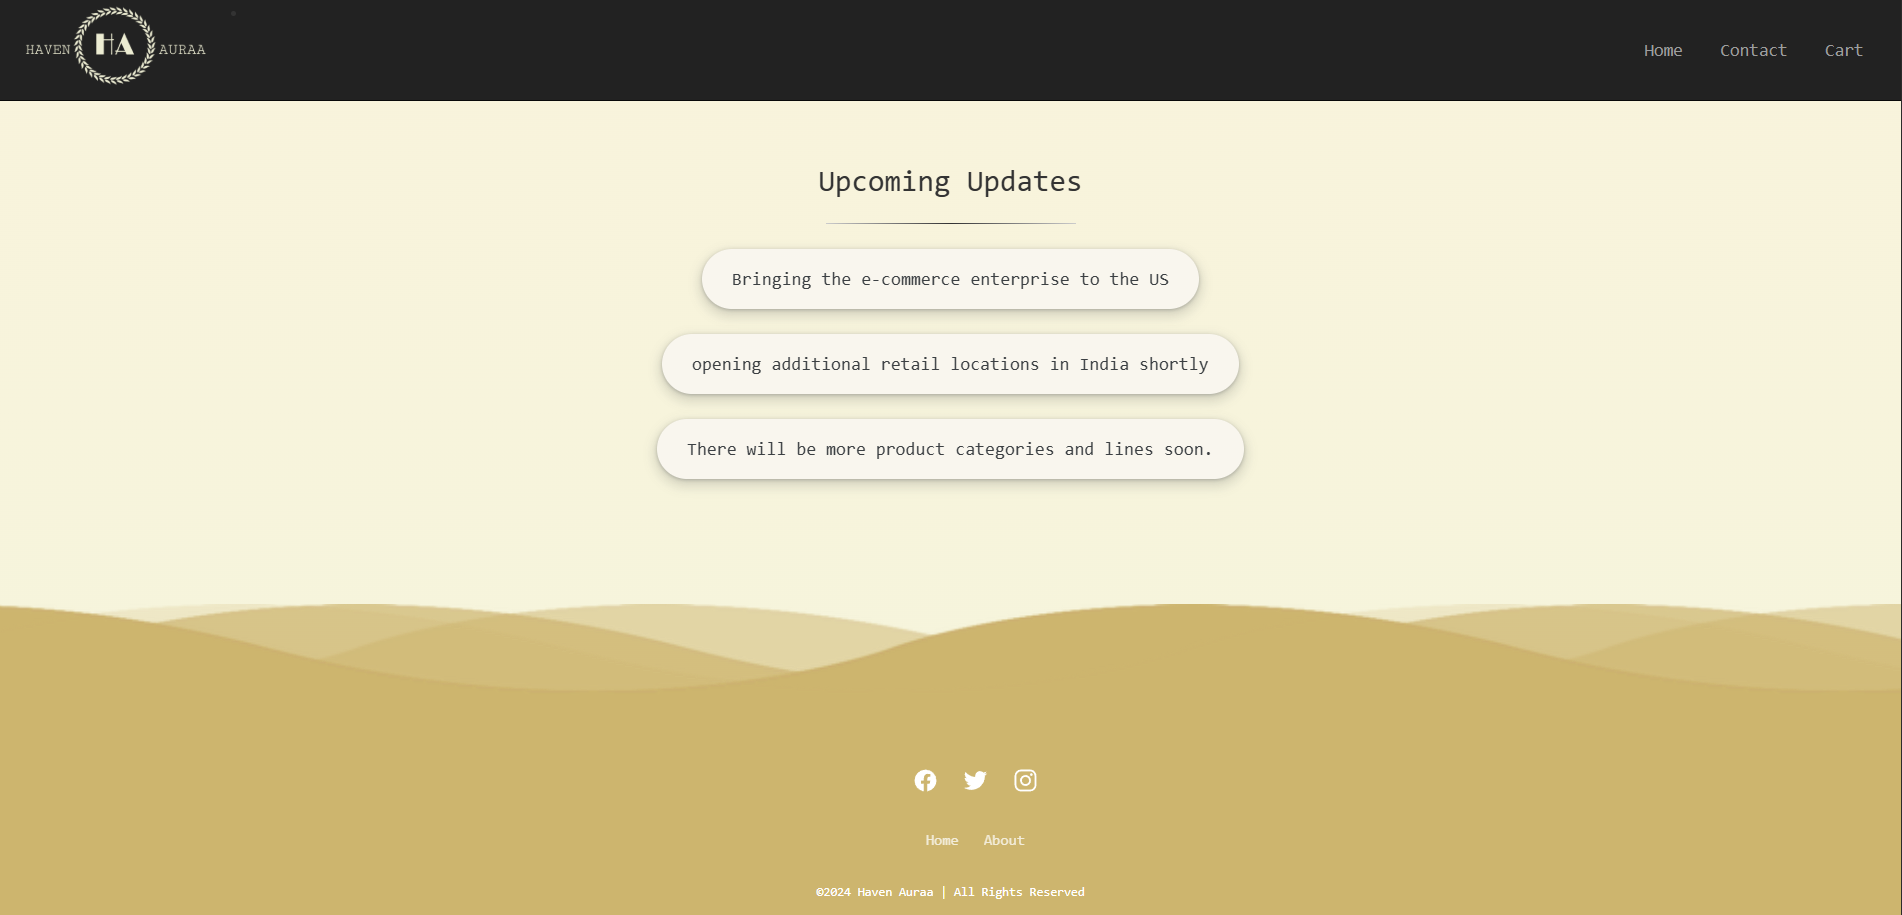 HAVEN HA AURAA
Home Contact Cart
Upcoming Updates
Bringing the e-commerce enterprise to the US
opening additional retail locations in India shortly
There will be more product categories and lines soon.
Home About
©2024 Haven Auraa | All Rights Reserved